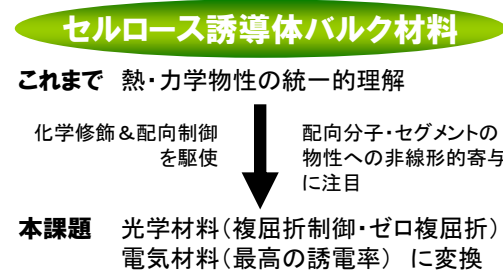 セルロース誘導体バルク材料
これまで 熱・力学物性の統一的理解
化学修飾＆配向制御
を駆使
配向分子・セグメントの
物性への非線形的寄与
に注目
本課題 光学材料（複屈折制御・ゼロ複屈折）
電気材料（最高の誘電率） に変換